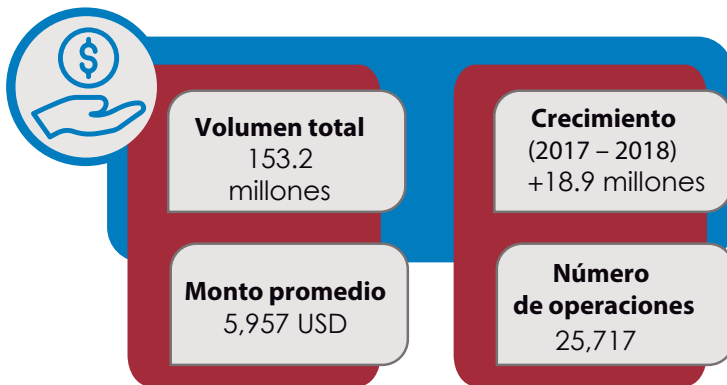 $
Volumen total
153.2
millones
Crecimiento
(2017 – 2018)
+18.9 millones
Monto promedio
5,957 USD
Número
de operaciones
25,717